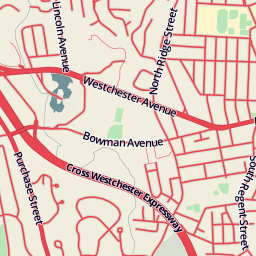 Lincoln Avenue
North Ridge Street
Westchester Avenue
Bowman Avenue
Cross Westchester Expressway
Purchase Street
South Regent Street